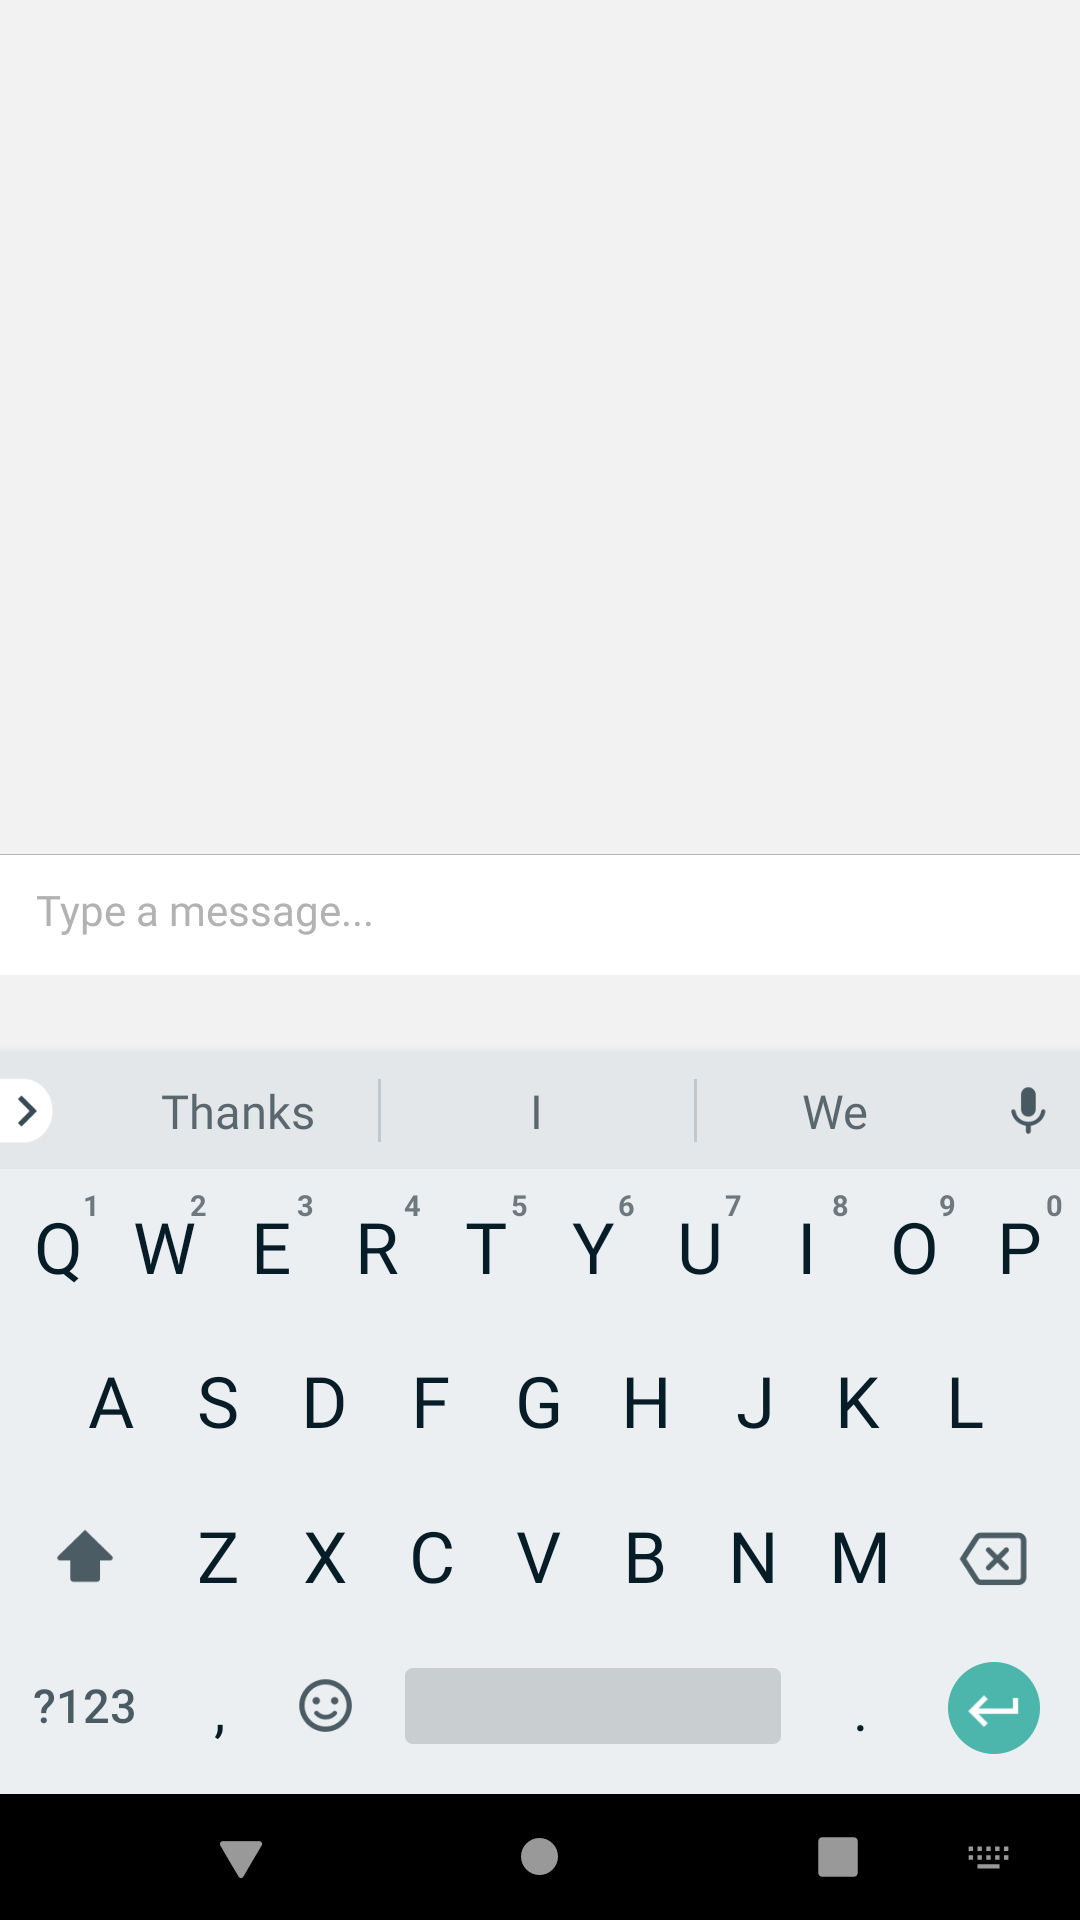 Type a message...
Thanks I We
1 2 3 4 5 6 7 8 9 0
Q W E R T Y U I O P
A S D F G H J K L
Z X C V B N M
?123 , .